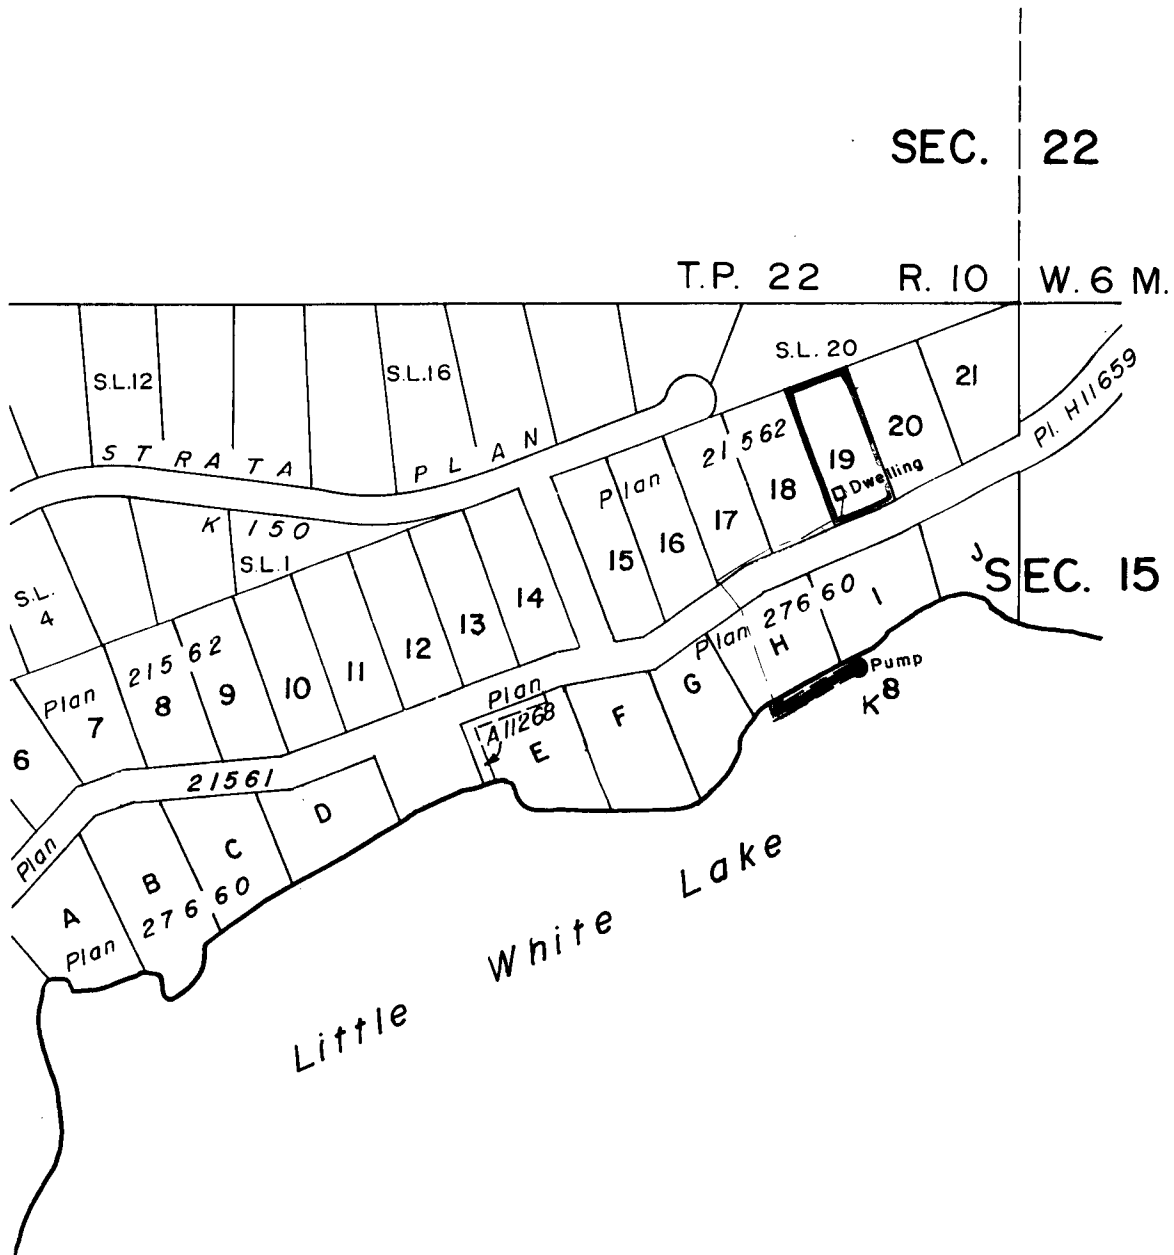 SEC. 22
T.P. 22 R. 10 W. 6 M.
S.L.12
S.L.16
S.L. 20
21
Pl. H11659
20
19
Dwelling
18
21562
Plan
17
16
15
STRATA PLAN
K 150
S.L.1
S.L.
4
14
13
12
11
10
9
8
7
6
Plan
21562
J
SEC. 15
I
H
Plan 27660
G
F
E
Plan
A11268
Pump
K8
21561
Plan
D
C
B
A
Plan 27660
Little White Lake